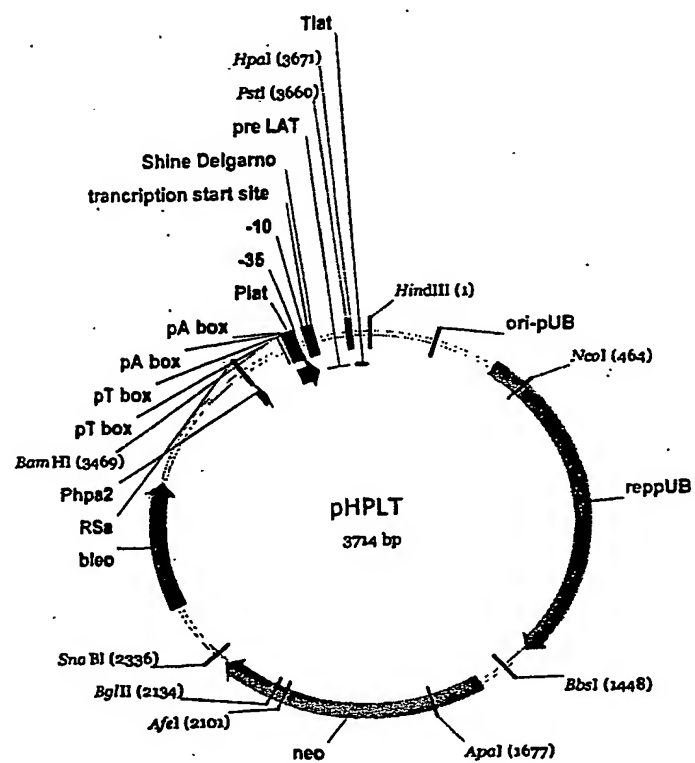 Tlat
HpaI (3671)
PstI (3660)
pre LAT
Shine Delgarno
trancription start site
-10
-35
Plat
HindIII (1)
pA box
ori-pUB
pA box
NcoI (464)
pT box
pT box
BamHI (3469)
Phpa2
reppUB
RSa
bleo
pHPLT
3714 bp
SnaBI (2336)
BglII (2134)
AfeI (2101)
neo
ApaI (1677)
BbsI (1448)